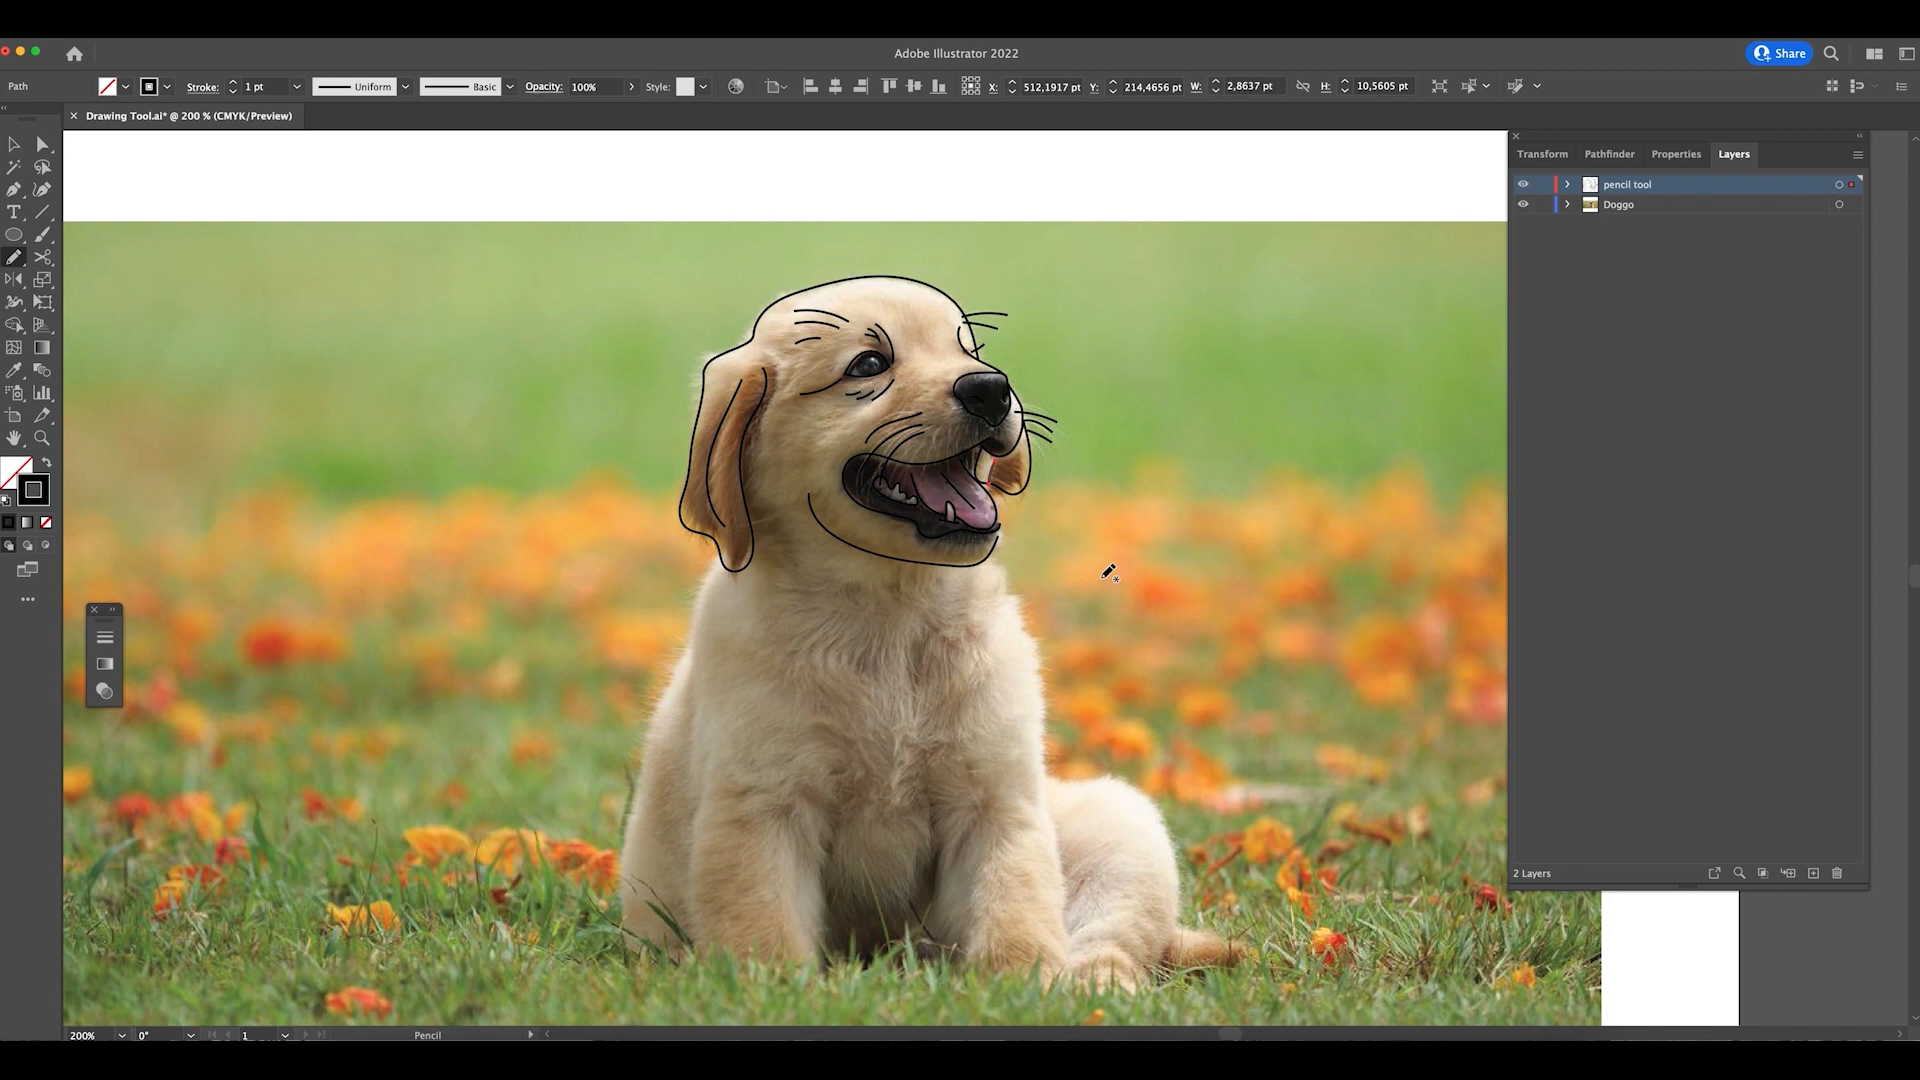 Adobe Illustrator 2022
Share
Path
Stroke: 1 pt
Uniform
Basic
Opacity: 100%
Style:
X: 512,1917 pt
Y: 214,4656 pt
W: 2,8637 pt
H: 10,5605 pt
Drawing Tool.ai* @ 200 % (CMYK/Preview)
Transform
Pathfinder
Properties
Layers
pencil tool
Doggo
2 Layers
200%
0°
1
Pencil